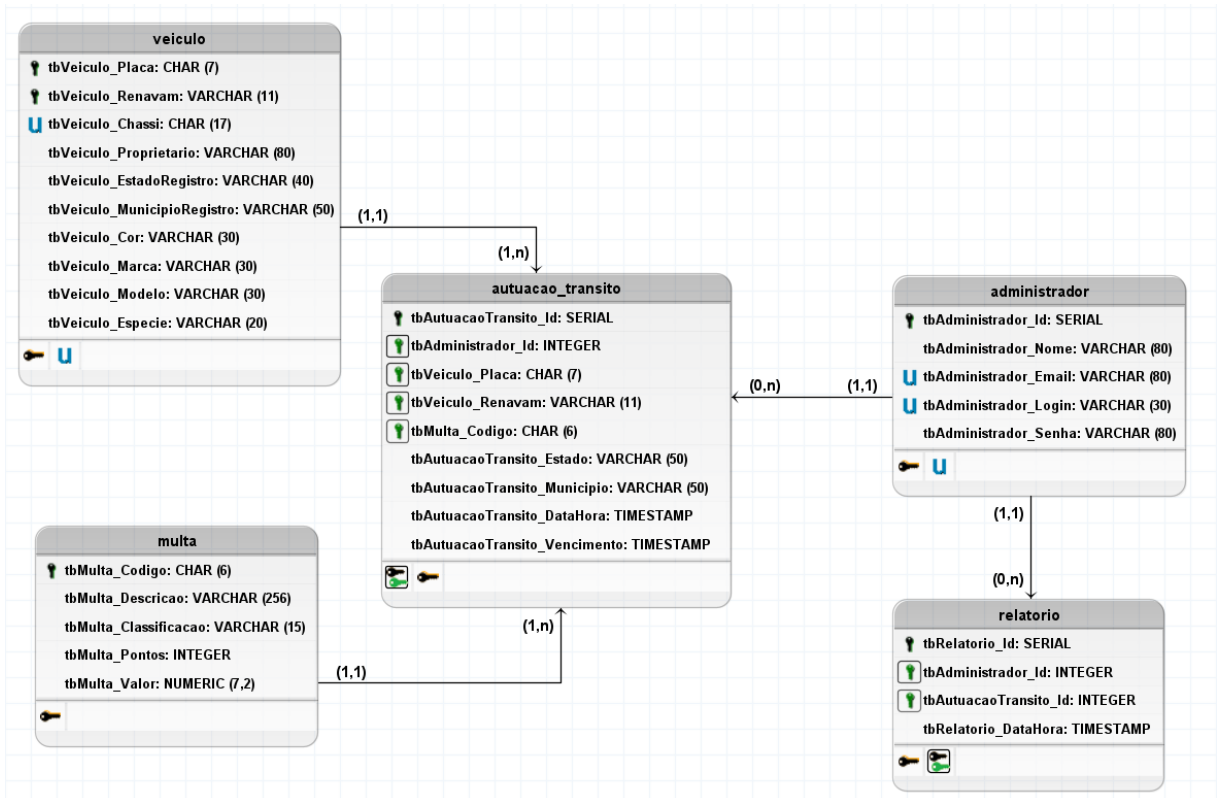 veiculo
tbVeiculo_Placa: CHAR (7)
tbVeiculo_Renavam: VARCHAR (11)
U tbVeiculo_Chassi: CHAR (17)
tbVeiculo_Proprietario: VARCHAR (80)
tbVeiculo_EstadoRegistro: VARCHAR (40)
tbVeiculo_MunicipioRegistro: VARCHAR (50)
tbVeiculo_Cor: VARCHAR (30)
tbVeiculo_Marca: VARCHAR (30)
tbVeiculo_Modelo: VARCHAR (30)
tbVeiculo_Especie: VARCHAR (20)
U
(1,1)
(1,n)
autuacao_transito
tbAutuacaoTransito_Id: SERIAL
tbAdministrador_Id: INTEGER
tbVeiculo_Placa: CHAR (7)
tbVeiculo_Renavam: VARCHAR (11)
tbMulta_Codigo: CHAR (6)
tbAutuacaoTransito_Estado: VARCHAR (50)
tbAutuacaoTransito_Municipio: VARCHAR (50)
tbAutuacaoTransito_DataHora: TIMESTAMP
tbAutuacaoTransito_Vencimento: TIMESTAMP
(0,n)
(1,1)
administrador
tbAdministrador_Id: SERIAL
tbAdministrador_Nome: VARCHAR (80)
U tbAdministrador_Email: VARCHAR (80)
U tbAdministrador_Login: VARCHAR (30)
tbAdministrador_Senha: VARCHAR (80)
U
(1,1)
(0,n)
multa
tbMulta_Codigo: CHAR (6)
tbMulta_Descricao: VARCHAR (256)
tbMulta_Classificacao: VARCHAR (15)
tbMulta_Pontos: INTEGER
tbMulta_Valor: NUMERIC (7,2)
(1,1)
(1,n)
relatorio
tbRelatorio_Id: SERIAL
tbAdministrador_Id: INTEGER
tbAutuacaoTransito_Id: INTEGER
tbRelatorio_DataHora: TIMESTAMP